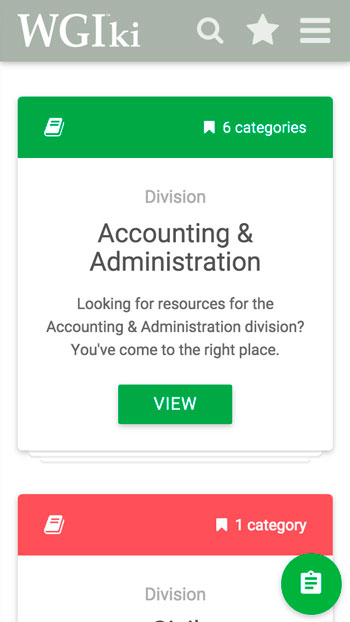 WGIki
6 categories
Division
Accounting &
Administration
Looking for resources for the
Accounting & Administration division?
You've come to the right place.
VIEW
1 category
Division